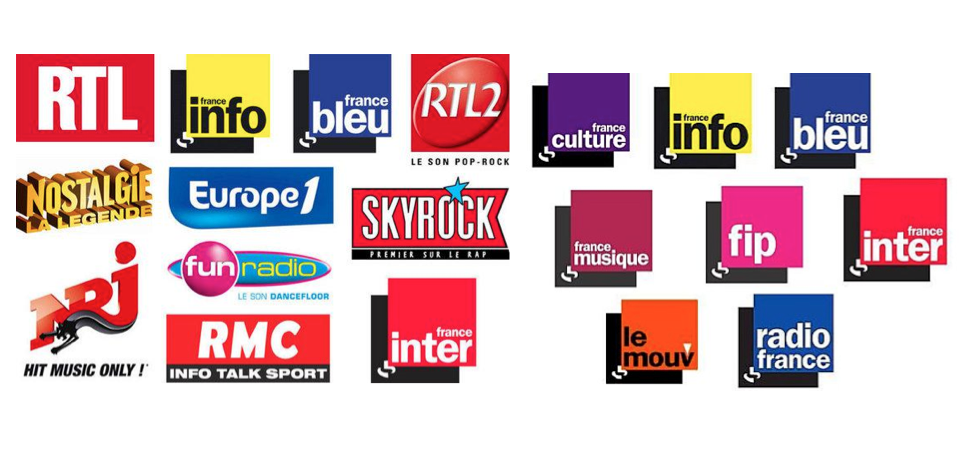 RTL
france
info
france
bleu
RTL2
LE SON POP-ROCK
NOSTALGIE
LA LEGENDE
EUROPE 1
SKYROCK
PREMIER SUR LE RAP
NRJ
HIT MUSIC ONLY !
fun radio
LE SON DANCEFLOOR
RMC
INFO TALK SPORT
france
inter
france
culture
france
info
france
bleu
france
musique
fip
france
inter
le
mouv
radio
france